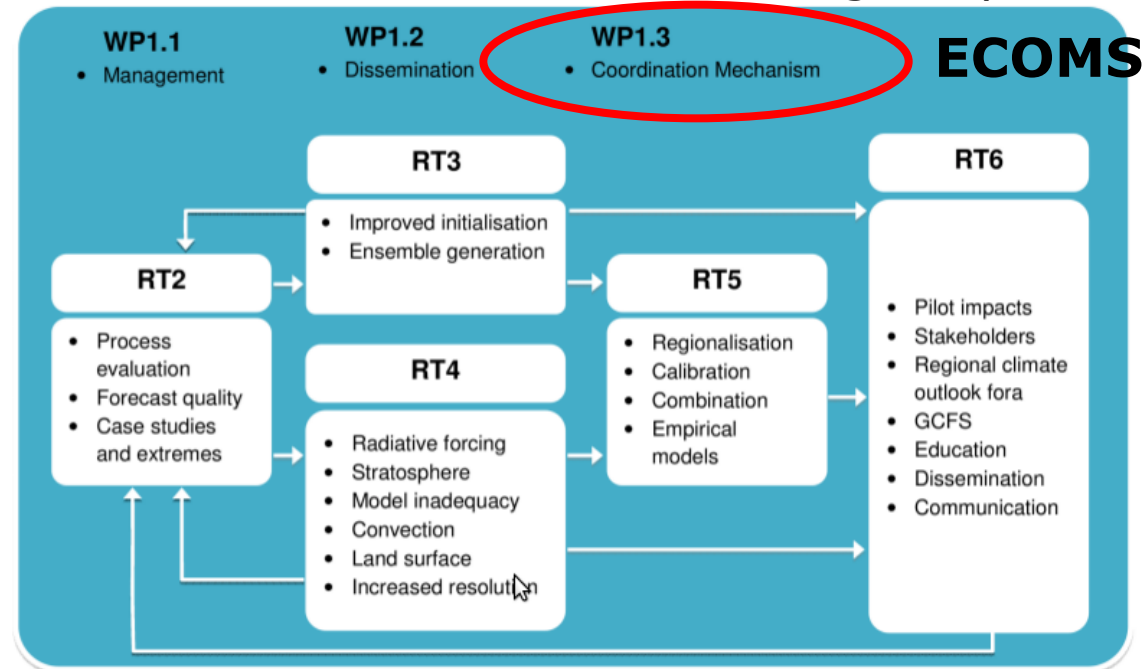 WP1.1
• Management
WP1.2
• Dissemination
WP1.3
• Coordination Mechanism
ECOMS
RT3
• Improved initialisation
• Ensemble generation
RT2
• Process
evaluation
• Forecast quality
• Case studies
and extremes
RT4
• Radiative forcing
• Stratosphere
• Model inadequacy
• Convection
• Land surface
• Increased resolution
RT5
• Regionalisation
• Calibration
• Combination
• Empirical
models
RT6
• Pilot impacts
• Stakeholders
• Regional climate
outlook fora
• GCFS
• Education
• Dissemination
• Communication